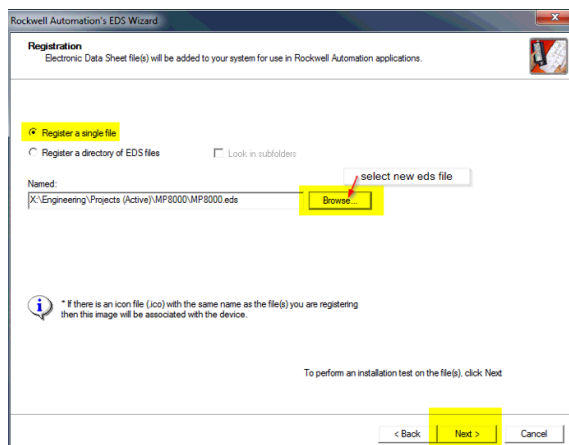 Rockwell Automation's EDS Wizard
Registration
Electronic Data Sheet file(s) will be added to your system for use in Rockwell Automation applications.
Register a single file
Register a directory of EDS files
Look in subfolders
select new eds file
Named:
X:\Engineering\Projects (Active)\MP8000\MP8000.eds
Browse...
* If there is an icon file (.ico) with the same name as the file(s) you are registering
then this image will be associated with the device.
To perform an installation test on the file(s), click Next
< Back
Next >
Cancel